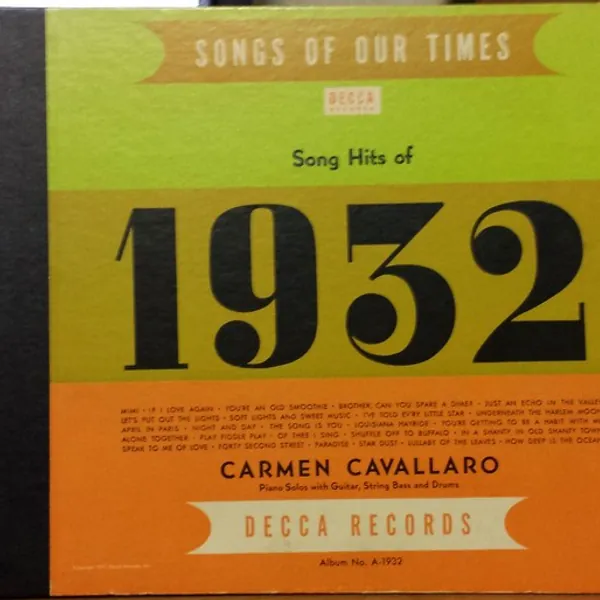 SONGS OF OUR TIMES
DECCA
RECORDS
Song Hits of
1932
MIMI • IF I LOVE AGAIN • YOU'RE AN OLD SMOOTHIE • BROTHER, CAN YOU SPARE A DIME? • JUST AN ECHO IN THE VALLEY
LET'S PUT OUT THE LIGHTS • SOFT LIGHTS AND SWEET MUSIC • I'VE TOLD EV'RY LITTLE STAR • UNDERNEATH THE HARLEM MOON
APRIL IN PARIS • NIGHT AND DAY • THE SONG IS YOU • LOUISIANA HAYRIDE • YOU'RE GETTING TO BE A HABIT WITH ME
ALONE TOGETHER • PLAY FIDDLE PLAY • OF THEE I SING • SHUFFLE OFF TO BUFFALO • IN A SHANTY IN OLD SHANTY TOWN
SPEAK TO ME OF LOVE • FORTY SECOND STREET • PARADISE • STAR DUST • LULLABY OF THE LEAVES • HOW DEEP IS THE OCEAN
CARMEN CAVALLARO
Piano Solos with Guitar, String Bass and Drums
DECCA RECORDS
Album No. A-1932